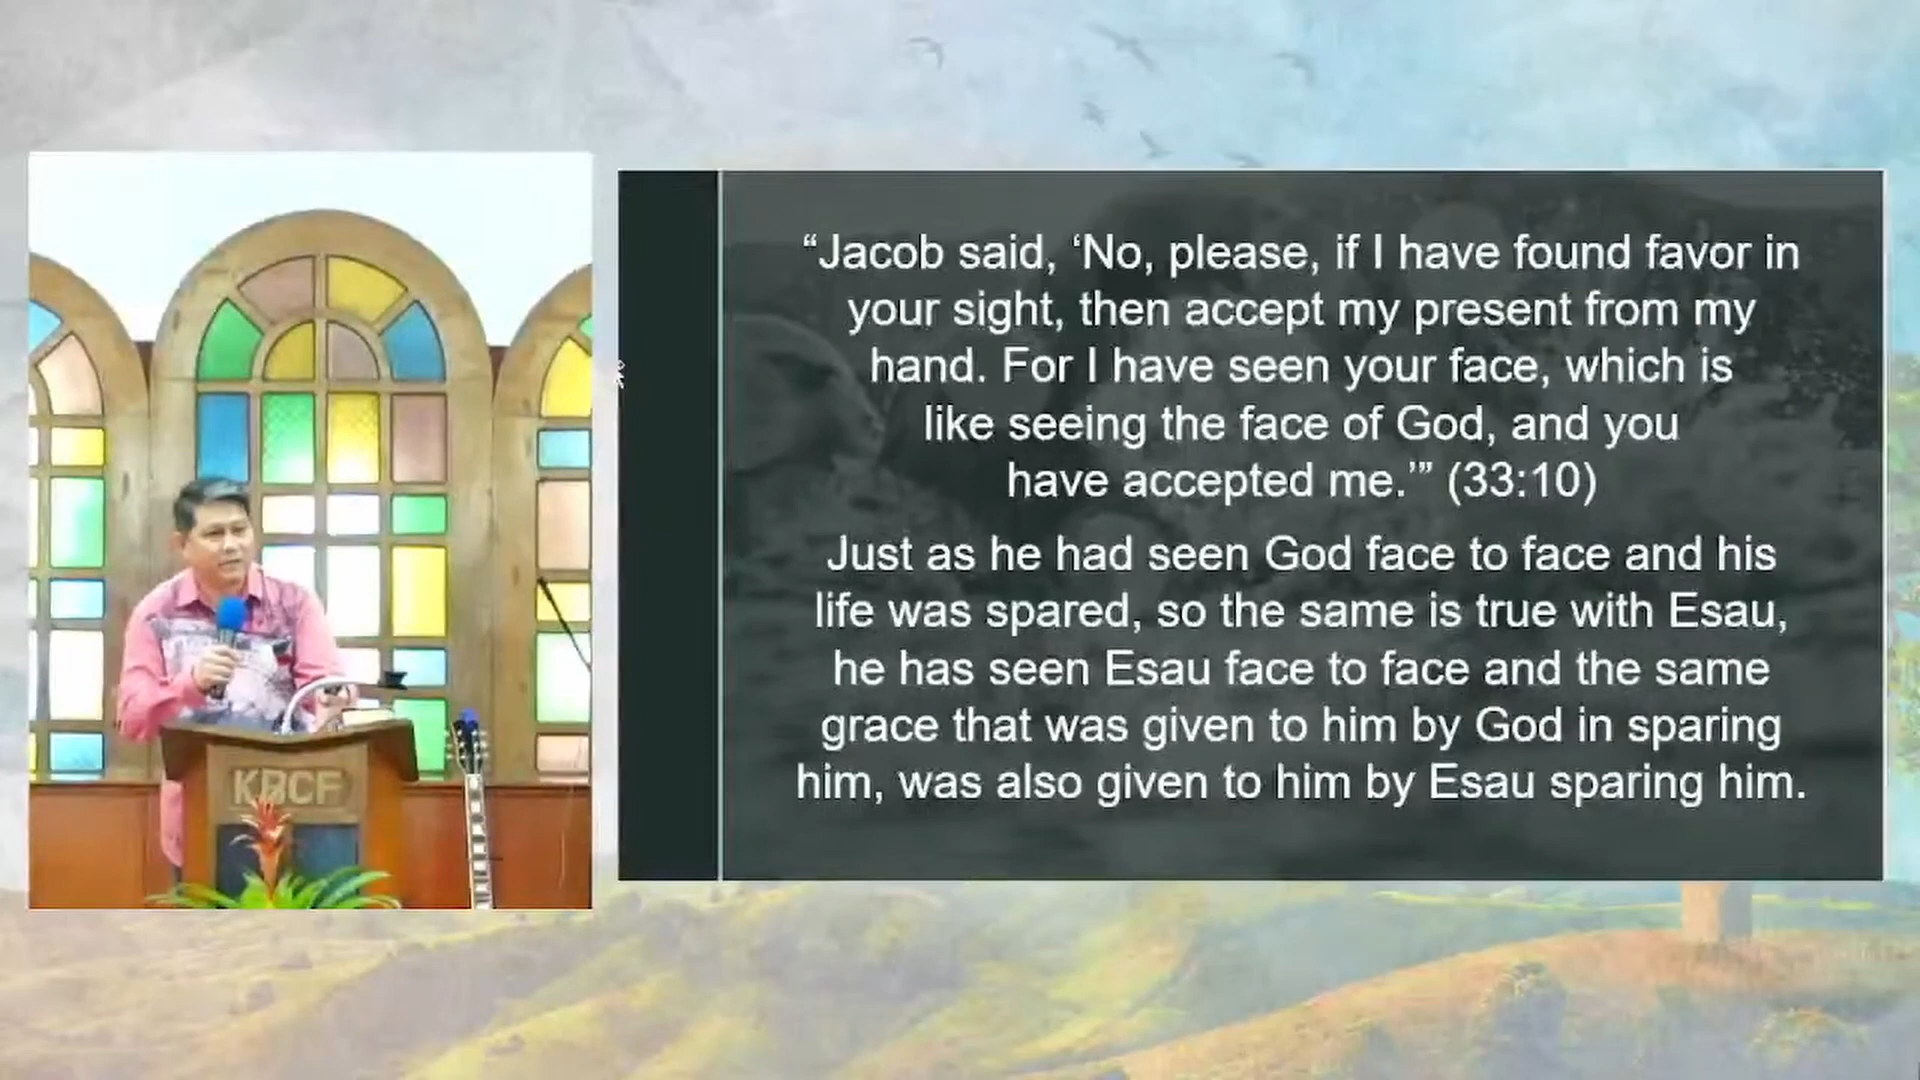 “Jacob said, ‘No, please, if I have found favor in
your sight, then accept my present from my
hand. For I have seen your face, which is
like seeing the face of God, and you
have accepted me.’” (33:10)
Just as he had seen God face to face and his
life was spared, so the same is true with Esau,
he has seen Esau face to face and the same
grace that was given to him by God in sparing
him, was also given to him by Esau sparing him.
KBCF